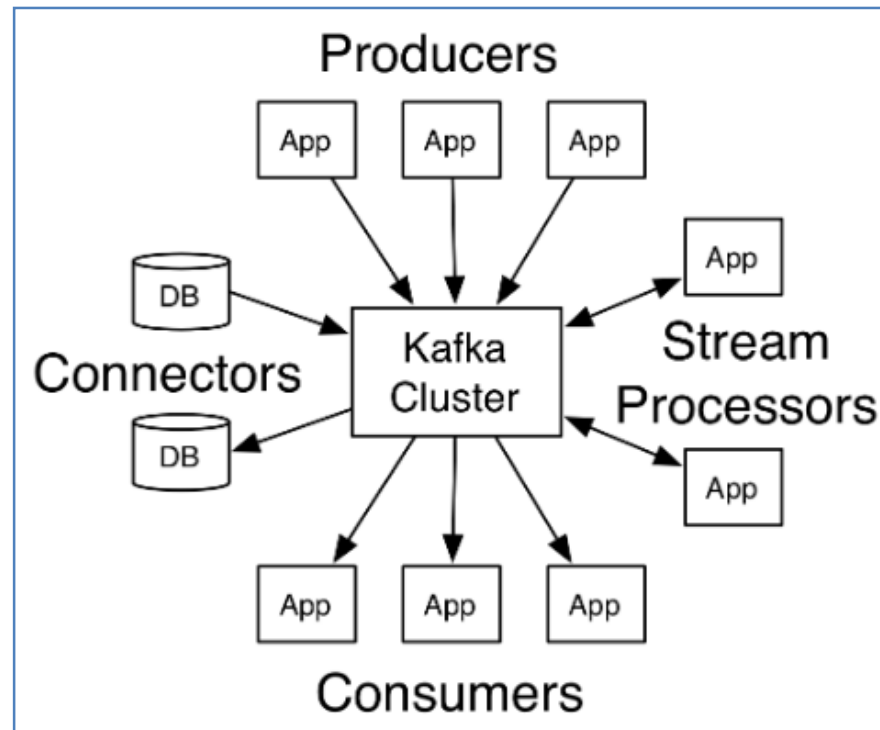 Producers
App
App
App
DB
App
Connectors
Kafka
Cluster
Stream
Processors
DB
App
App
App
App
Consumers